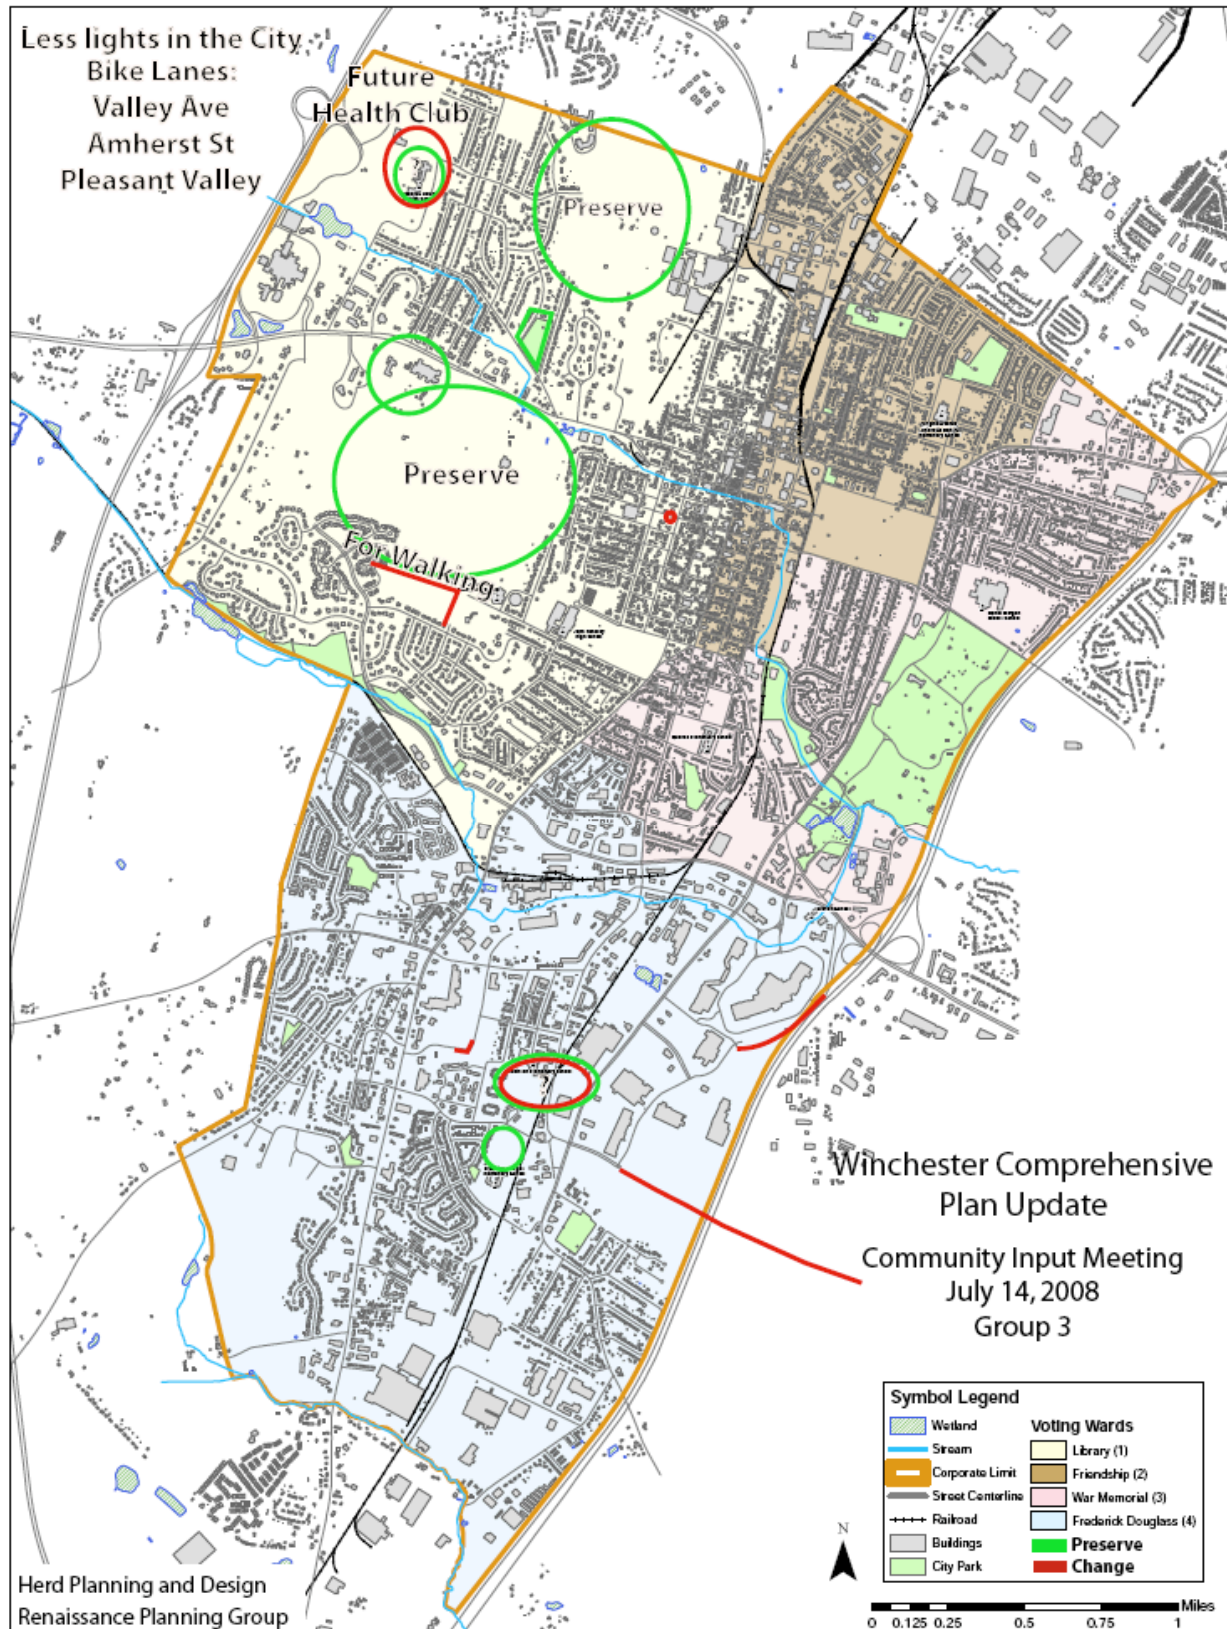 Less lights in the City
Bike Lanes:
Valley Ave
Amherst St
Pleasant Valley
Future
Health Club
Preserve
Preserve
For Walking
Winchester Comprehensive
Plan Update
Community Input Meeting
July 14, 2008
Group 3
Symbol Legend
Wetland
Stream
Corporate Limit
Street Centerline
Railroad
Buildings
City Park
Voting Wards
Library (1)
Friendship (2)
War Memorial (3)
Frederick Douglass (4)
Preserve
Change
N
Miles
0 0.125 0.25 0.5 0.75 1
Herd Planning and Design
Renaissance Planning Group